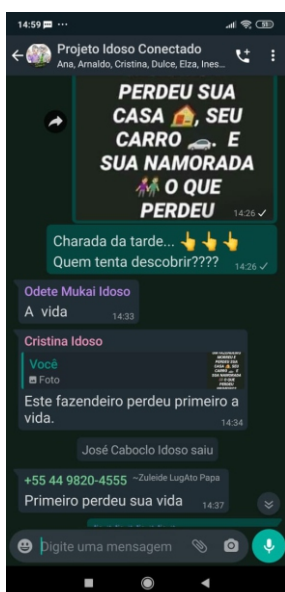 14:59 ...
53
Projeto Idoso Conectado
Ana, Arnaldo, Cristina, Dulce, Elza, Ines...
PERDEU SUA
CASA 🏠, SEU
CARRO 🚗. E
SUA NAMORADA
👫 O QUE
PERDEU
14:26
Charada da tarde... 👆👆👆
Quem tenta descobrir????
14:26
Odete Mukai Idoso
A vida
14:33
Cristina Idoso
Você
Foto
Este fazendeiro perdeu primeiro a
vida.
14:34
José Caboclo Idoso saiu
+55 44 9820-4555 ~Zuleide LugAto Papa
Primeiro perdeu sua vida
14:37
Digite uma mensagem